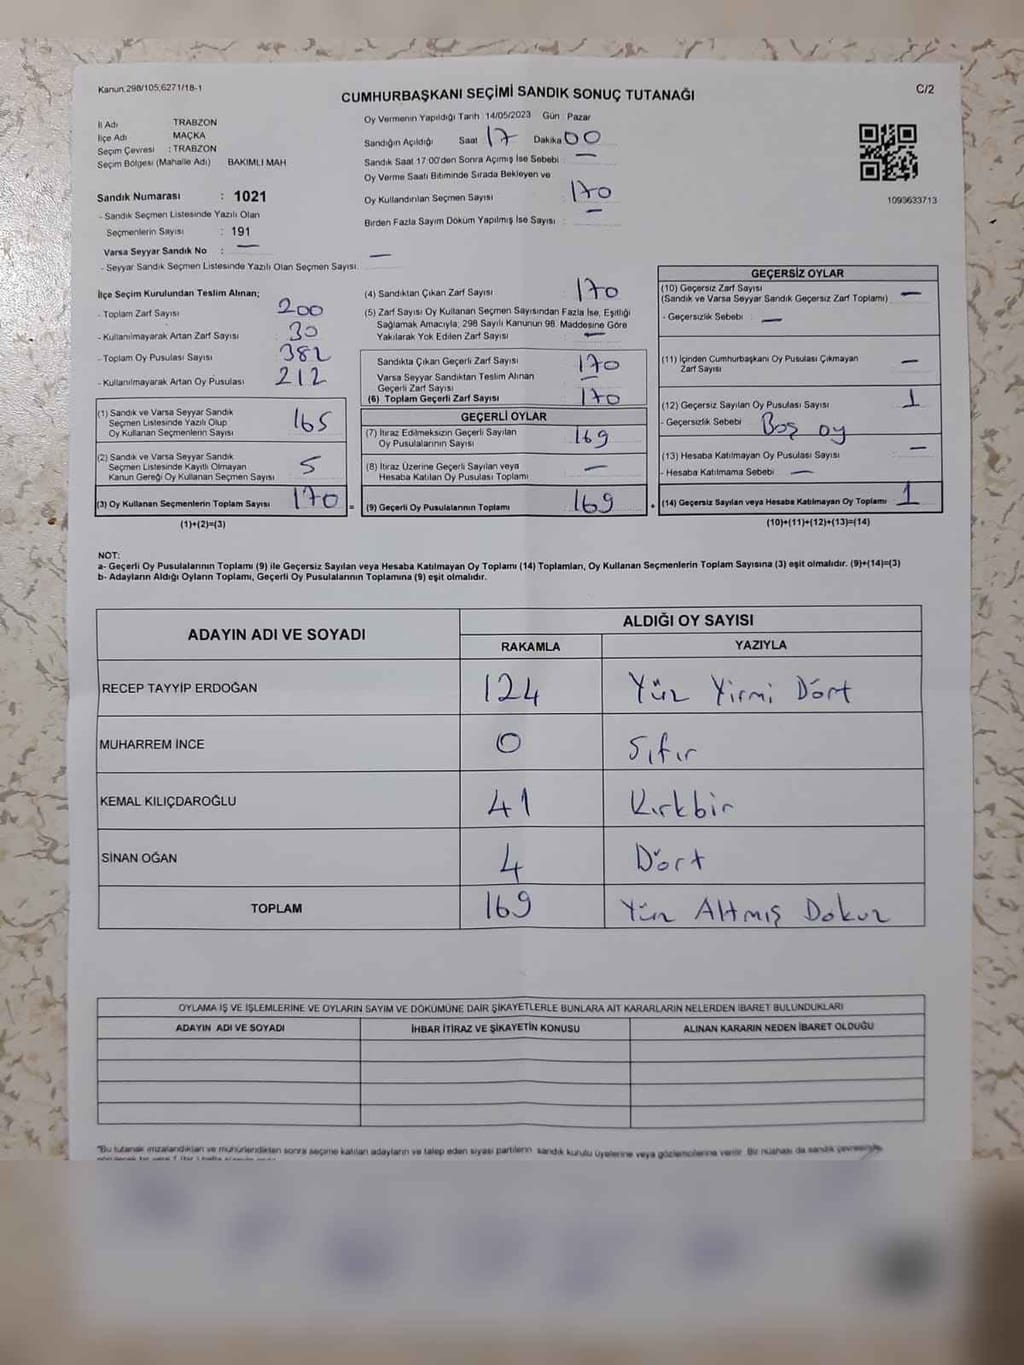 Kanun:298/105,6271/18-1
C/2
CUMHURBAŞKANI SEÇİMİ SANDIK SONUÇ TUTANAĞI
İl Adı TRABZON
İlçe Adı MAÇKA
Seçim Çevresi : TRABZON
Seçim Bölgesi (Mahalle Adı) BAKIMLI MAH
Sandık Numarası : 1021
- Sandık Seçmen Listesinde Yazılı Olan
Seçmenlerin Sayısı : 191
Varsa Seyyar Sandık No : —
- Seyyar Sandık Seçmen Listesinde Yazılı Olan Seçmen Sayısı: —
Oy Vermenin Yapıldığı Tarih 14/05/2023 Gün Pazar
Sandığın Açıldığı Saat 17 Dakika 00
Sandık Saat 17:00'den Sonra Açımış İse Sebebi : —
Oy Verme Saati Bitiminde Sırada Bekleyen ve
Oy Kullandırılan Seçmen Sayısı : 170
Birden Fazla Sayım Döküm Yapılmış İse Sayısı : —
1093633713
İlçe Seçim Kurulundan Teslim Alınan;
- Toplam Zarf Sayısı : 200
- Kullanılmayarak Artan Zarf Sayısı : 30
- Toplam Oy Pusulası Sayısı : 382
- Kullanılmayarak Artan Oy Pusulası : 212
(1) Sandık ve Varsa Seyyar Sandık
Seçmen Listesinde Yazılı Olup
Oy Kullanan Seçmenlerin Sayısı : 165
(2) Sandık ve Varsa Seyyar Sandık
Seçmen Listesinde Kayıtlı Olmayan
Kanun Gereği Oy Kullanan Seçmen Sayısı : 5
(3) Oy Kullanan Seçmenlerin Toplam Sayısı : 170 =
(1)+(2)=(3)
(4) Sandıktan Çıkan Zarf Sayısı : 170
(5) Zarf Sayısı Oy Kullanan Seçmen Sayısından Fazla İse, Eşitliği
Sağlamak Amacıyla; 298 Sayılı Kanunun 98. Maddesine Göre
Yakılarak Yok Edilen Zarf Sayısı : —
Sandıkta Çıkan Geçerli Zarf Sayısı : 170
Varsa Seyyar Sandıktan Teslim Alınan
Geçerli Zarf Sayısı : —
(6) Toplam Geçerli Zarf Sayısı : 170
GEÇERLİ OYLAR
(7) İtiraz Edilmeksizin Geçerli Sayılan
Oy Pusulalarının Sayısı : 169
(8) İtiraz Üzerine Geçerli Sayılan veya
Hesaba Katılan Oy Pusulası Toplamı : —
(9) Geçerli Oy Pusulalarının Toplamı : 169 +
GEÇERSİZ OYLAR
(10) Geçersiz Zarf Sayısı
(Sandık ve Varsa Seyyar Sandık Geçersiz Zarf Toplamı) : —
- Geçersizlik Sebebi : —
(11) İçinden Cumhurbaşkanı Oy Pusulası Çıkmayan
Zarf Sayısı : —
(12) Geçersiz Sayılan Oy Pusulası Sayısı : 1
- Geçersizlik Sebebi : Boş oy
(13) Hesaba Katılmayan Oy Pusulası Sayısı : —
- Hesaba Katılmama Sebebi : —
(14) Geçersiz Sayılan veya Hesaba Katılmayan Oy Toplamı : 1
(10)+(11)+(12)+(13)=(14)
NOT:
a- Geçerli Oy Pusulalarının Toplamı (9) ile Geçersiz Sayılan veya Hesaba Katılmayan Oy Toplamı (14) Toplamları, Oy Kullanan Seçmenlerin Toplam Sayısına (3) eşit olmalıdır. (9)+(14)=(3)
b- Adayların Aldığı Oyların Toplamı, Geçerli Oy Pusulalarının Toplamına (9) eşit olmalıdır.
ADAYIN ADI VE SOYADI
ALDIĞI OY SAYISI
RAKAMLA YAZIYLA
RECEP TAYYİP ERDOĞAN 124 Yüz Yirmi Dört
MUHARREM İNCE 0 Sıfır
KEMAL KILIÇDAROĞLU 41 Kırkbir
SİNAN OĞAN 4 Dört
TOPLAM 169 Yüz Altmış Dokuz
OYLAMA İŞ VE İŞLEMLERİNE VE OYLARIN SAYIM VE DÖKÜMÜNE DAİR ŞİKAYETLERLE BUNLARA AİT KARARLARIN NELERDEN İBARET BULUNDUKLARI
ADAYIN ADI VE SOYADI İHBAR İTİRAZ VE ŞİKAYETİN KONUSU ALINAN KARARIN NEDEN İBARET OLDUĞU
*Bu tutanak imzalandıktan ve mühürlendikten sonra seçime katılan adayların ve talep eden siyasi partilerin sandık kurulu üyelerine veya gözlemcilerine verilir. Bir nüshası da sandık çevresiyle